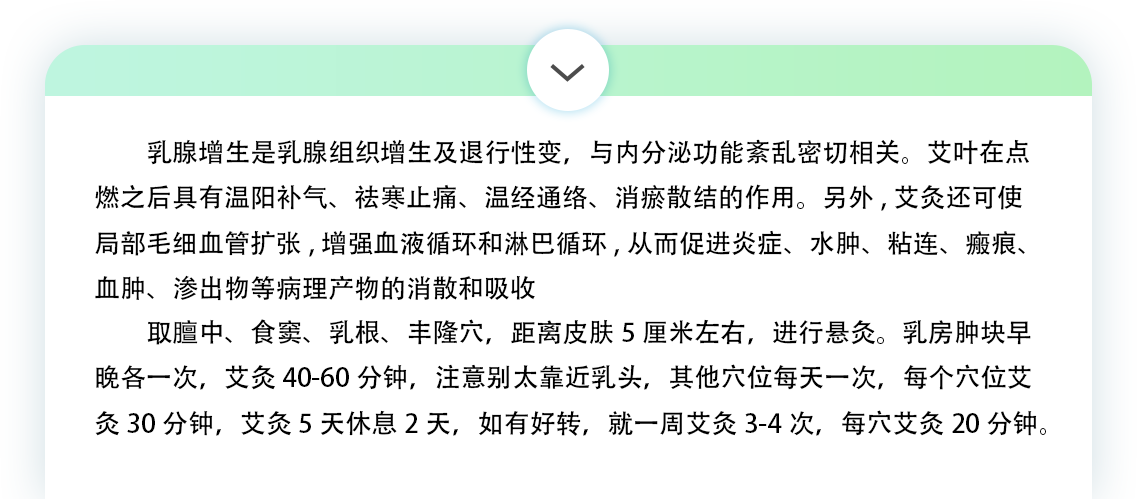 乳腺增生是乳腺组织增生及退行性变，与内分泌功能紊乱密切相关。艾叶在点
燃之后具有温阳补气、祛寒止痛、温经通络、消瘀散结的作用。另外，艾灸还可使
局部毛细血管扩张，增强血液循环和淋巴循环，从而促进炎症、水肿、粘连、瘢痕、
血肿、渗出物等病理产物的消散和吸收
取膻中、食窦、乳根、丰隆穴，距离皮肤 5 厘米左右，进行悬灸。乳房肿块早
晚各一次，艾灸 40-60 分钟，注意别太靠近乳头，其他穴位每天一次，每个穴位艾
灸 30 分钟，艾灸 5 天休息 2 天，如有好转，就一周艾灸 3-4 次，每穴艾灸 20 分钟。